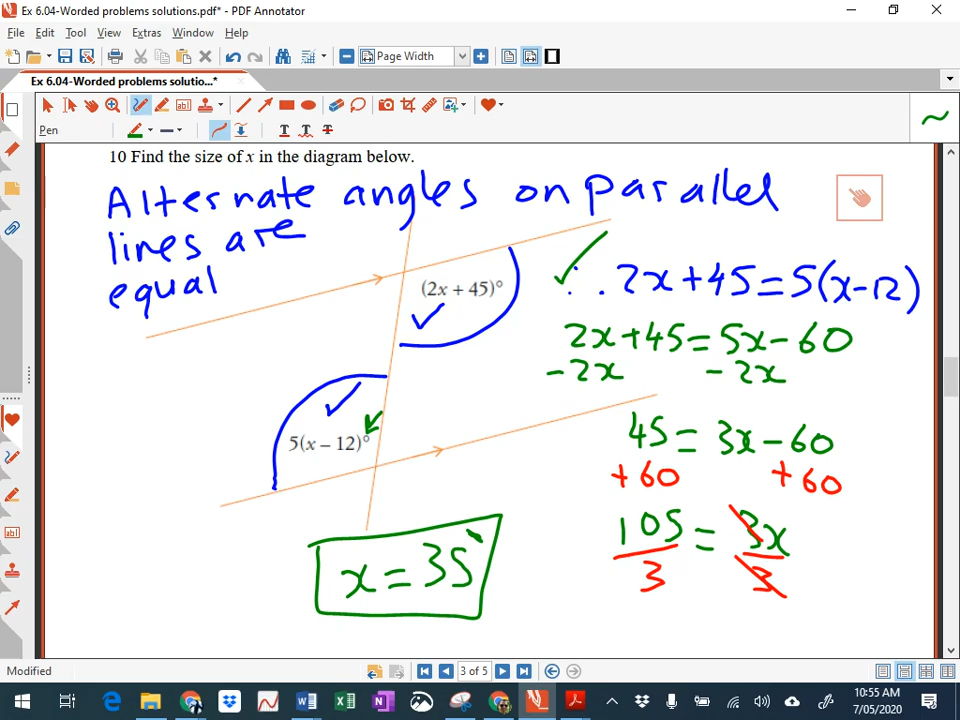 Ex 6.04-Worded problems solutions.pdf* - PDF Annotator
File Edit Tool View Extras Window Help
Page Width
Ex 6.04-Worded problems solutio...*
Pen
10 Find the size of x in the diagram below.
Alternate angles on parallel
lines are
equal
(2x + 45)°
∴ 2x+45=5(x-12)
2x+45=5x-60
-2x -2x
5(x – 12)°
45=3x-60
+60 +60
105=3x
3 3
x=35°
Modified
3 of 5
10:55 AM
7/05/2020